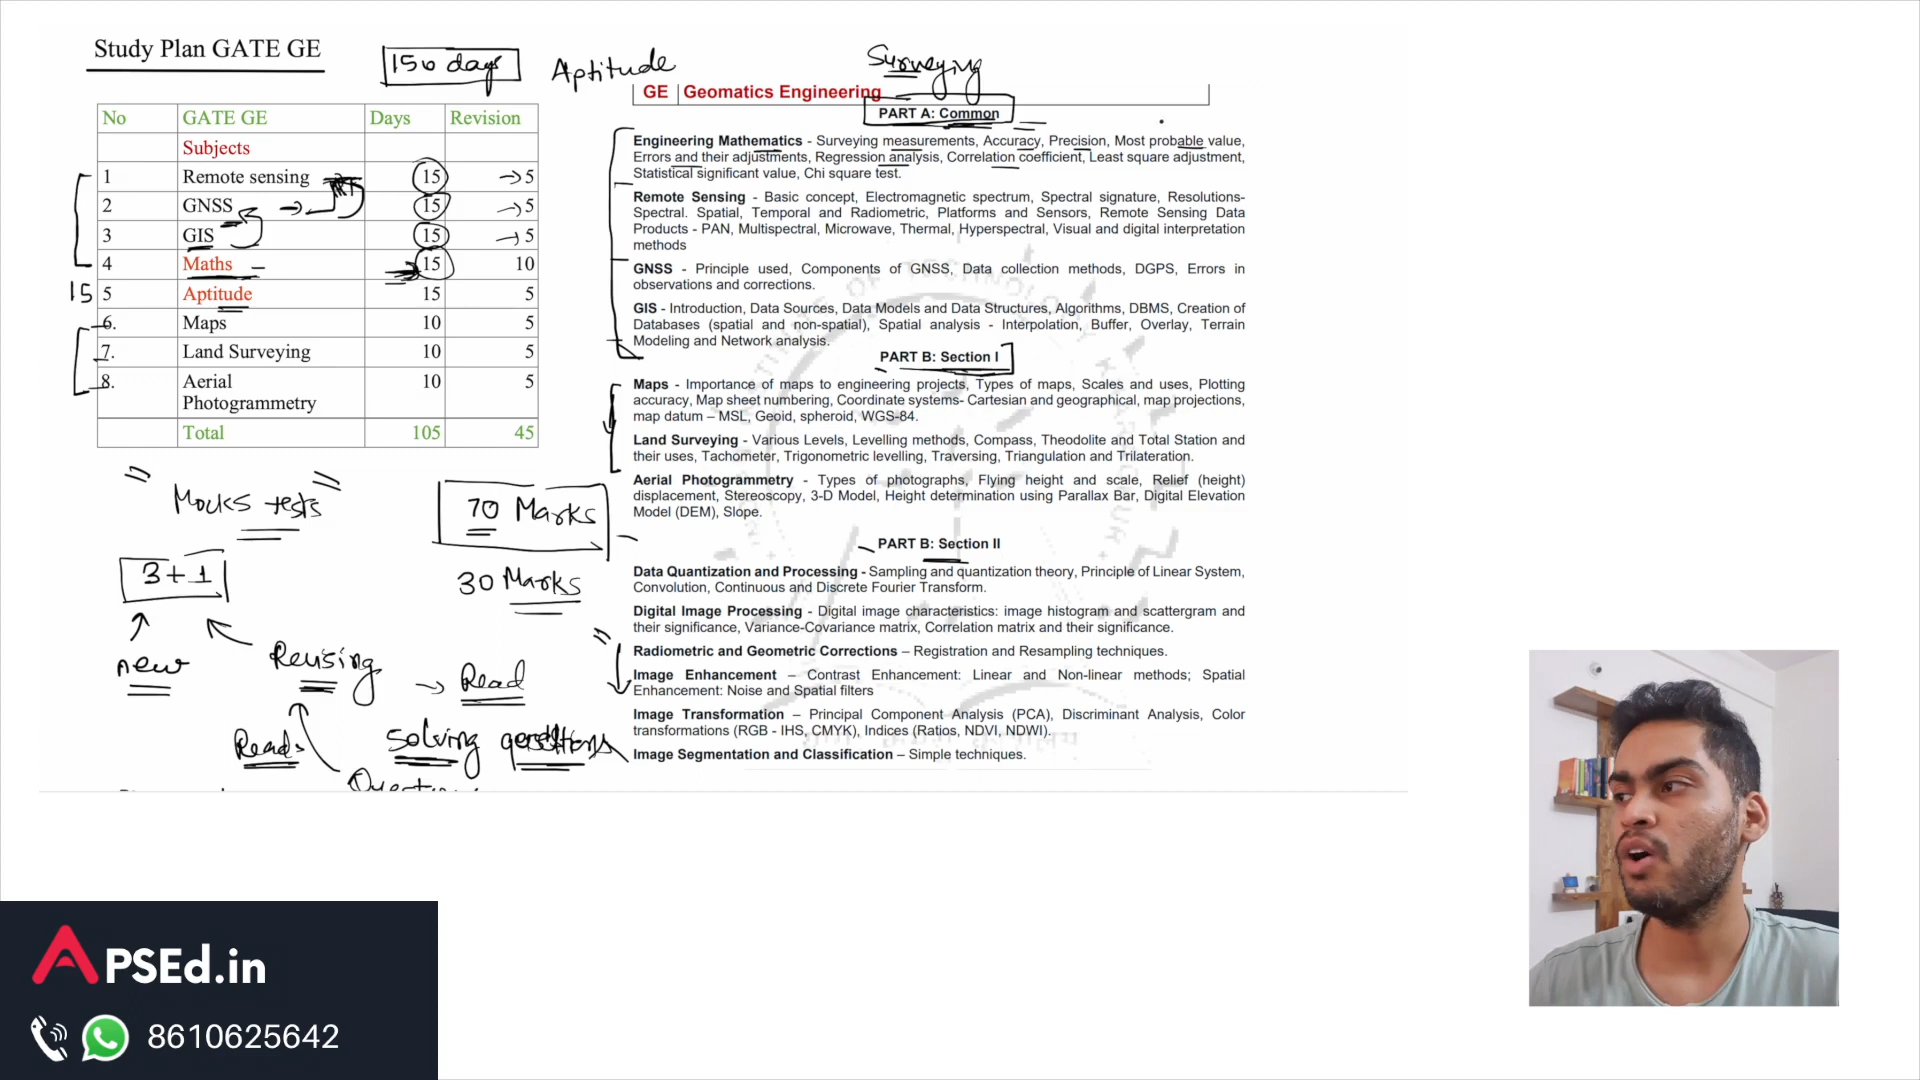 Study Plan GATE GE
150 days
Aptitude
Surveying
No GATE GE Days Revision
Subjects
1 Remote sensing 15 → 5
2 GNSS → 15 → 5
3 GIS 15 → 5
4 Maths 15 10
15 5 Aptitude 15 5
6. Maps 10 5
7. Land Surveying 10 5
8. Aerial Photogrammetry 10 5
Total 105 45
Mocks tests
70 Marks
3+1
30 Marks
new
Revising
→ Read
Reads
solving questions
GE Geomatics Engineering
PART A: Common
Engineering Mathematics - Surveying measurements, Accuracy, Precision, Most probable value,
Errors and their adjustments, Regression analysis, Correlation coefficient, Least square adjustment,
Statistical significant value, Chi square test.
Remote Sensing - Basic concept, Electromagnetic spectrum, Spectral signature, Resolutions-
Spectral. Spatial, Temporal and Radiometric, Platforms and Sensors, Remote Sensing Data
Products - PAN, Multispectral, Microwave, Thermal, Hyperspectral, Visual and digital interpretation
methods
GNSS - Principle used, Components of GNSS, Data collection methods, DGPS, Errors in
observations and corrections.
GIS - Introduction, Data Sources, Data Models and Data Structures, Algorithms, DBMS, Creation of
Databases (spatial and non-spatial), Spatial analysis - Interpolation, Buffer, Overlay, Terrain
Modeling and Network analysis.
PART B: Section I
Maps - Importance of maps to engineering projects, Types of maps, Scales and uses, Plotting
accuracy, Map sheet numbering, Coordinate systems- Cartesian and geographical, map projections,
map datum – MSL, Geoid, spheroid, WGS-84.
Land Surveying - Various Levels, Levelling methods, Compass, Theodolite and Total Station and
their uses, Tachometer, Trigonometric levelling, Traversing, Triangulation and Trilateration.
Aerial Photogrammetry - Types of photographs, Flying height and scale, Relief (height)
displacement, Stereoscopy, 3-D Model, Height determination using Parallax Bar, Digital Elevation
Model (DEM), Slope.
PART B: Section II
Data Quantization and Processing - Sampling and quantization theory, Principle of Linear System,
Convolution, Continuous and Discrete Fourier Transform.
Digital Image Processing - Digital image characteristics: image histogram and scattergram and
their significance, Variance-Covariance matrix, Correlation matrix and their significance.
Radiometric and Geometric Corrections – Registration and Resampling techniques.
Image Enhancement – Contrast Enhancement: Linear and Non-linear methods; Spatial
Enhancement: Noise and Spatial filters
Image Transformation – Principal Component Analysis (PCA), Discriminant Analysis, Color
transformations (RGB - IHS, CMYK), Indices (Ratios, NDVI, NDWI).
Image Segmentation and Classification – Simple techniques.
APSEd.in
8610625642